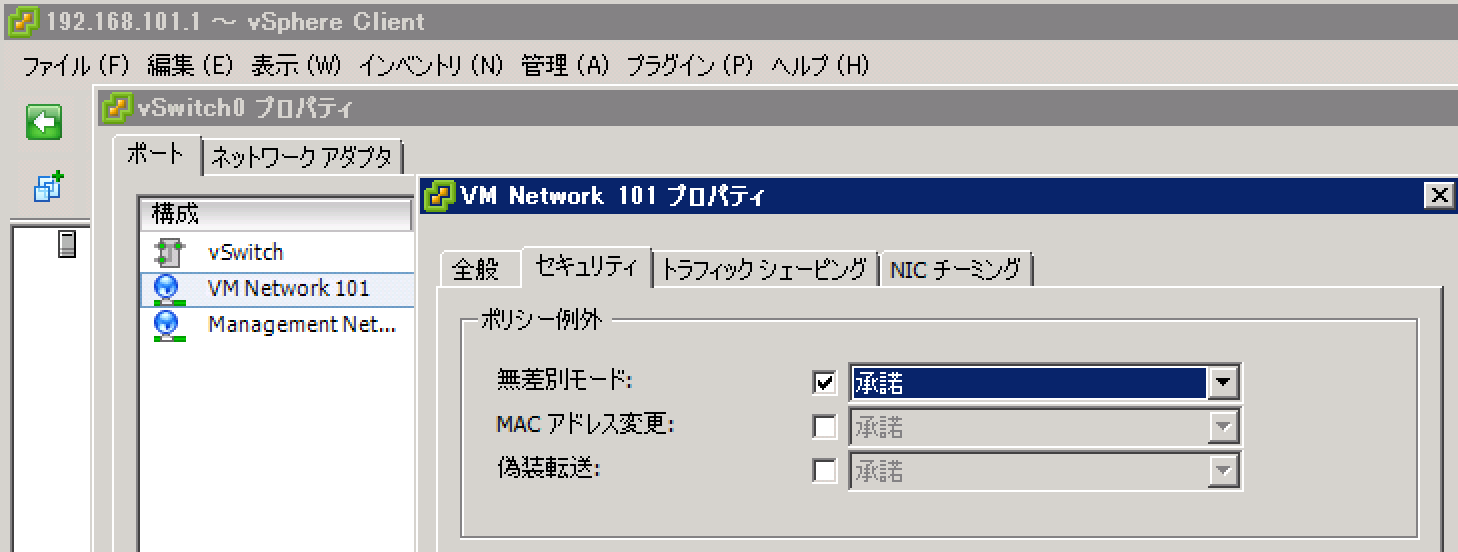 192.168.101.1 ～ vSphere Client
ファイル(F) 編集(E) 表示(W) インベントリ(N) 管理(A) プラグイン(P) ヘルプ(H)
vSwitch0 プロパティ
ポート ネットワーク アダプタ
構成
vSwitch
VM Network 101
Management Net...
VM Network 101 プロパティ
全般 セキュリティ トラフィック シェーピング NIC チーミング
ポリシー例外
無差別モード: 承諾
MAC アドレス変更: 承諾
偽装転送: 承諾